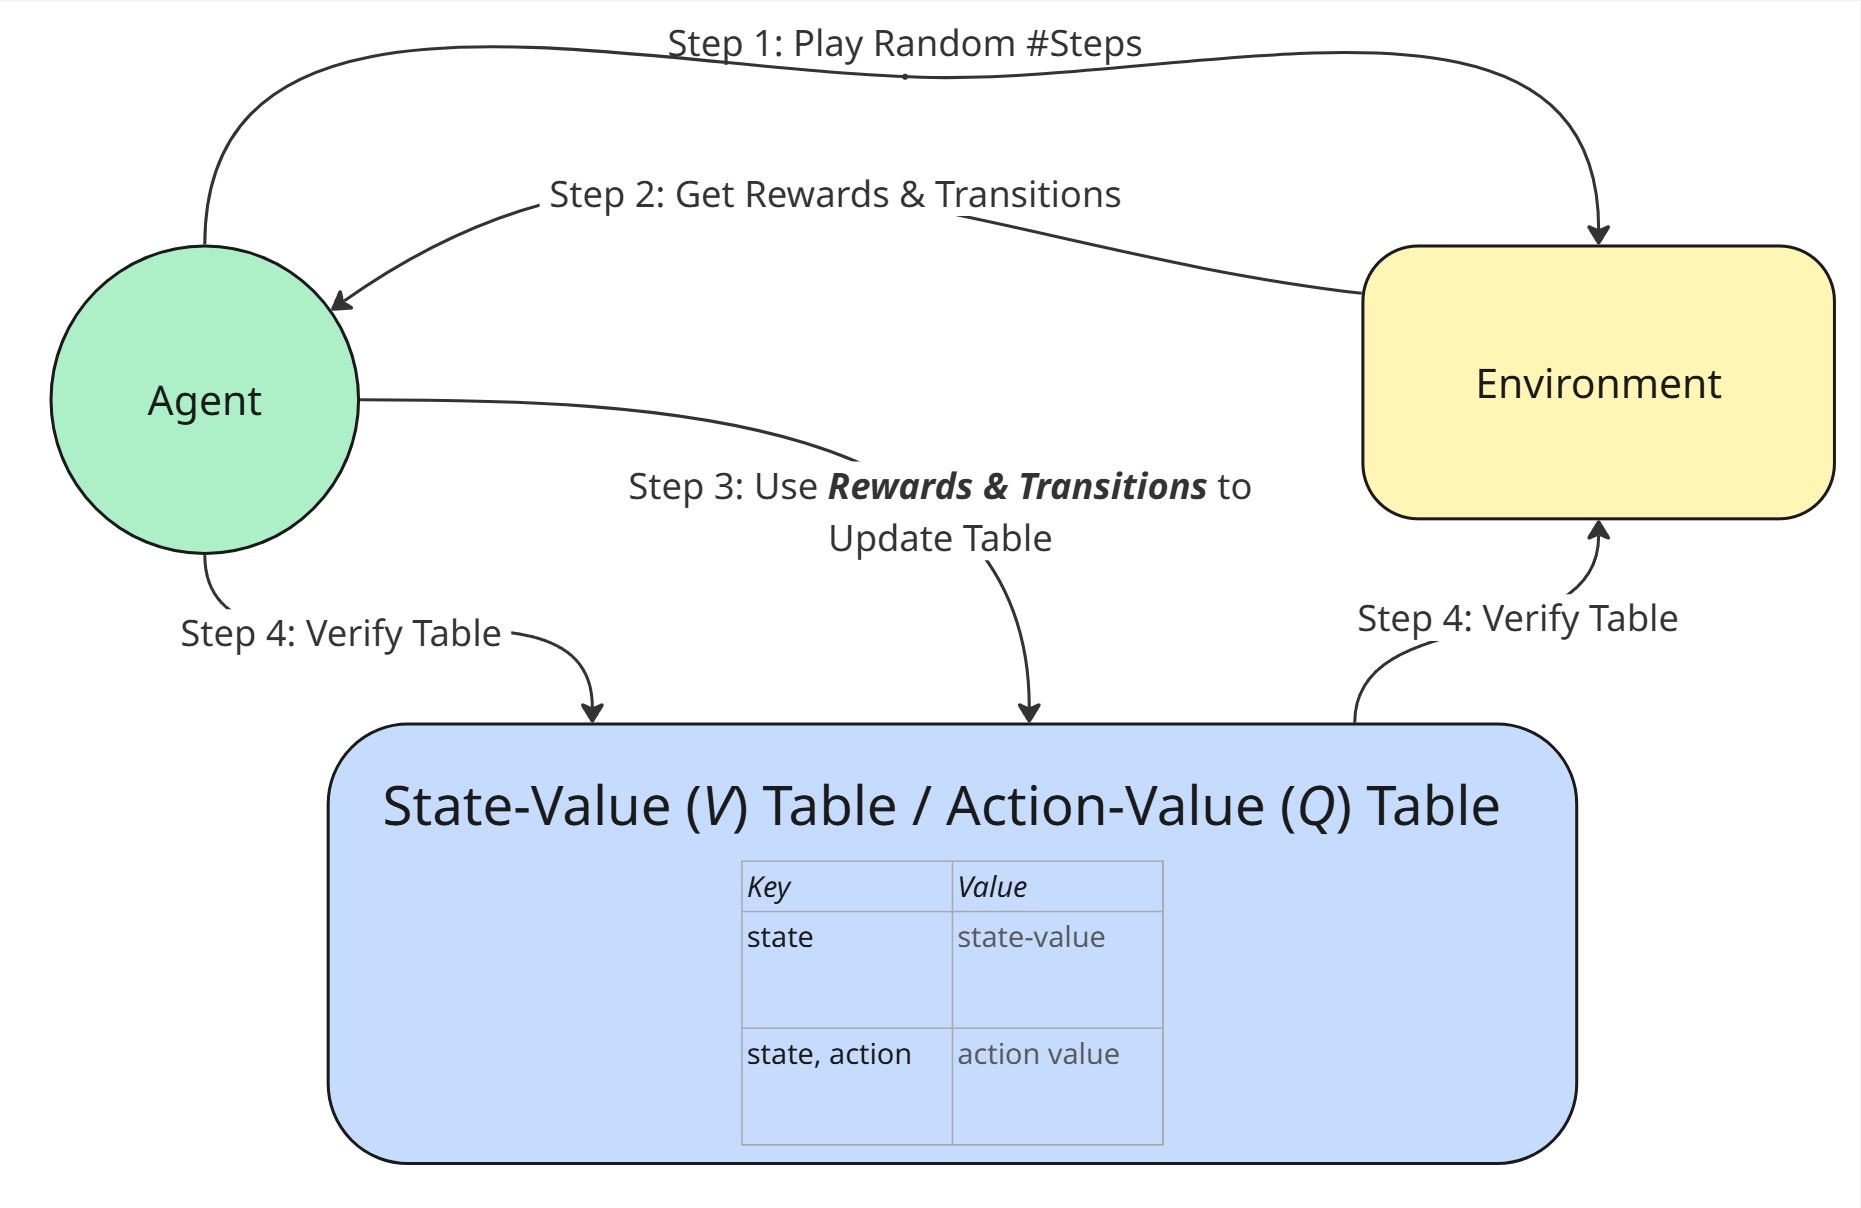 Step 1: Play Random #Steps
Step 2: Get Rewards & Transitions
Agent
Environment
Step 3: Use Rewards & Transitions to
Update Table
Step 4: Verify Table
Step 4: Verify Table
State-Value (V) Table / Action-Value (Q) Table
Key Value
state state-value
state, action action value